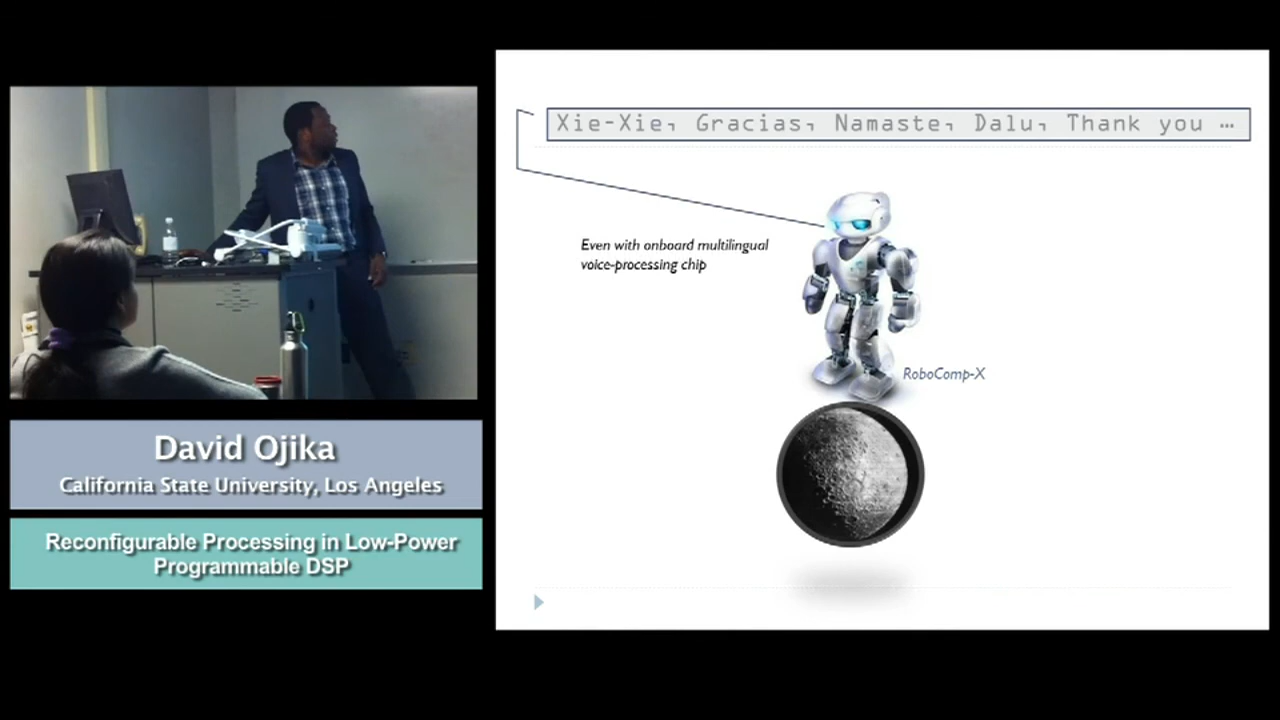 David Ojika
California State University, Los Angeles
Reconfigurable Processing in Low-Power
Programmable DSP
Xie-Xie, Gracias, Namaste, Dalu, Thank you …
Even with onboard multilingual
voice-processing chip
RoboComp-X